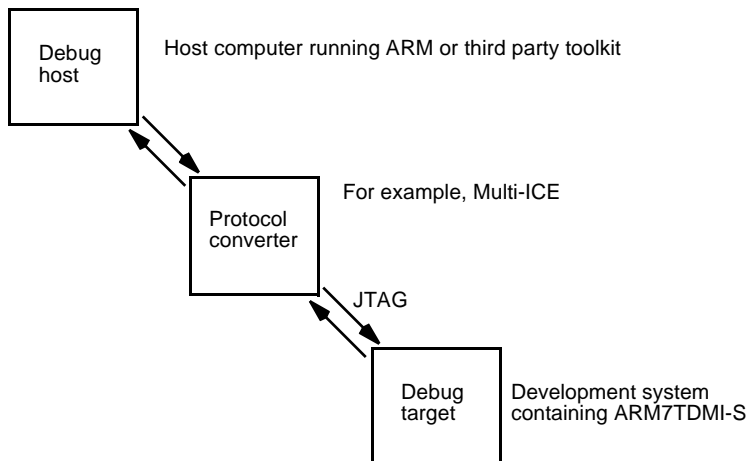 Debug
host
Host computer running ARM or third party toolkit
Protocol
converter
For example, Multi-ICE
JTAG
Debug
target
Development system
containing ARM7TDMI-S